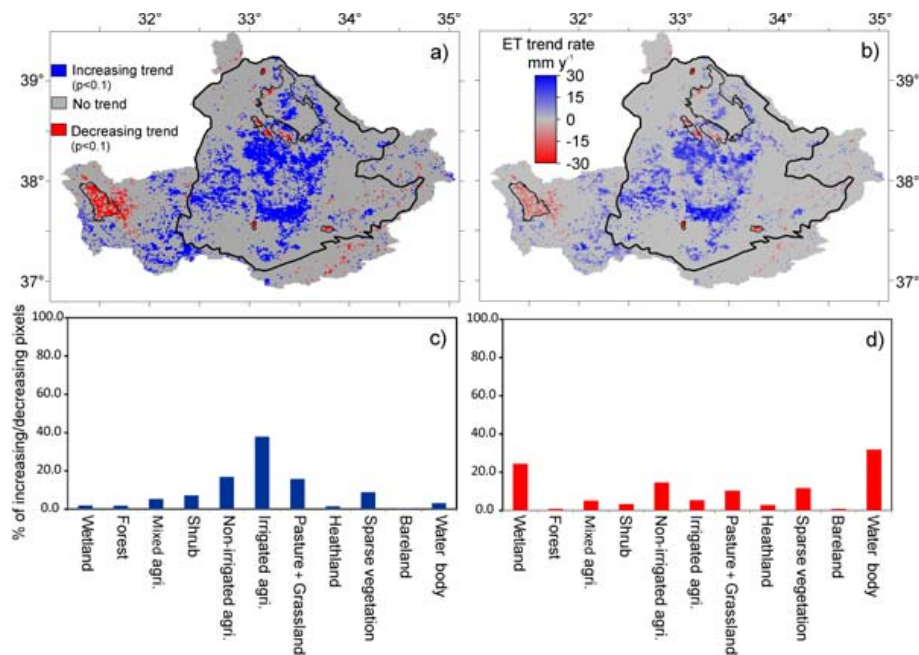 32° 33° 34° 35° 32° 33° 34° 35°
a)
39°
Increasing trend
(p<0.1)
No trend
Decreasing trend
(p<0.1)
38°
37°
b)
ET trend rate
mm y⁻¹
30
15
0
-15
-30
39°
38°
37°
% of increasing/decreasing pixels
100.0
80.0
60.0
40.0
20.0
0.0
c)
Wetland
Forest
Mixed agri.
Shrub
Non-irrigated agri.
Irrigated agri.
Pasture + Grassland
Heathland
Sparse vegetation
Bareland
Water body
100.0
80.0
60.0
40.0
20.0
0.0
d)
Wetland
Forest
Mixed agri.
Shrub
Non-irrigated agri.
Irrigated agri.
Pasture + Grassland
Heathland
Sparse vegetation
Bareland
Water body